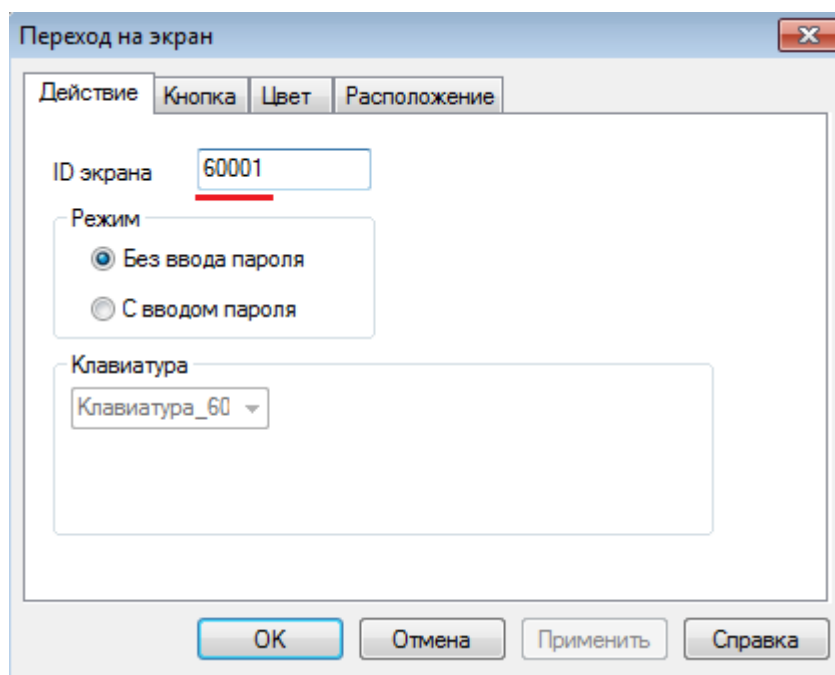 Переход на экран
Действие Кнопка Цвет Расположение
ID экрана 60001
Режим
Без ввода пароля
С вводом пароля
Клавиатура
Клавиатура_60
OK Отмена Применить Справка